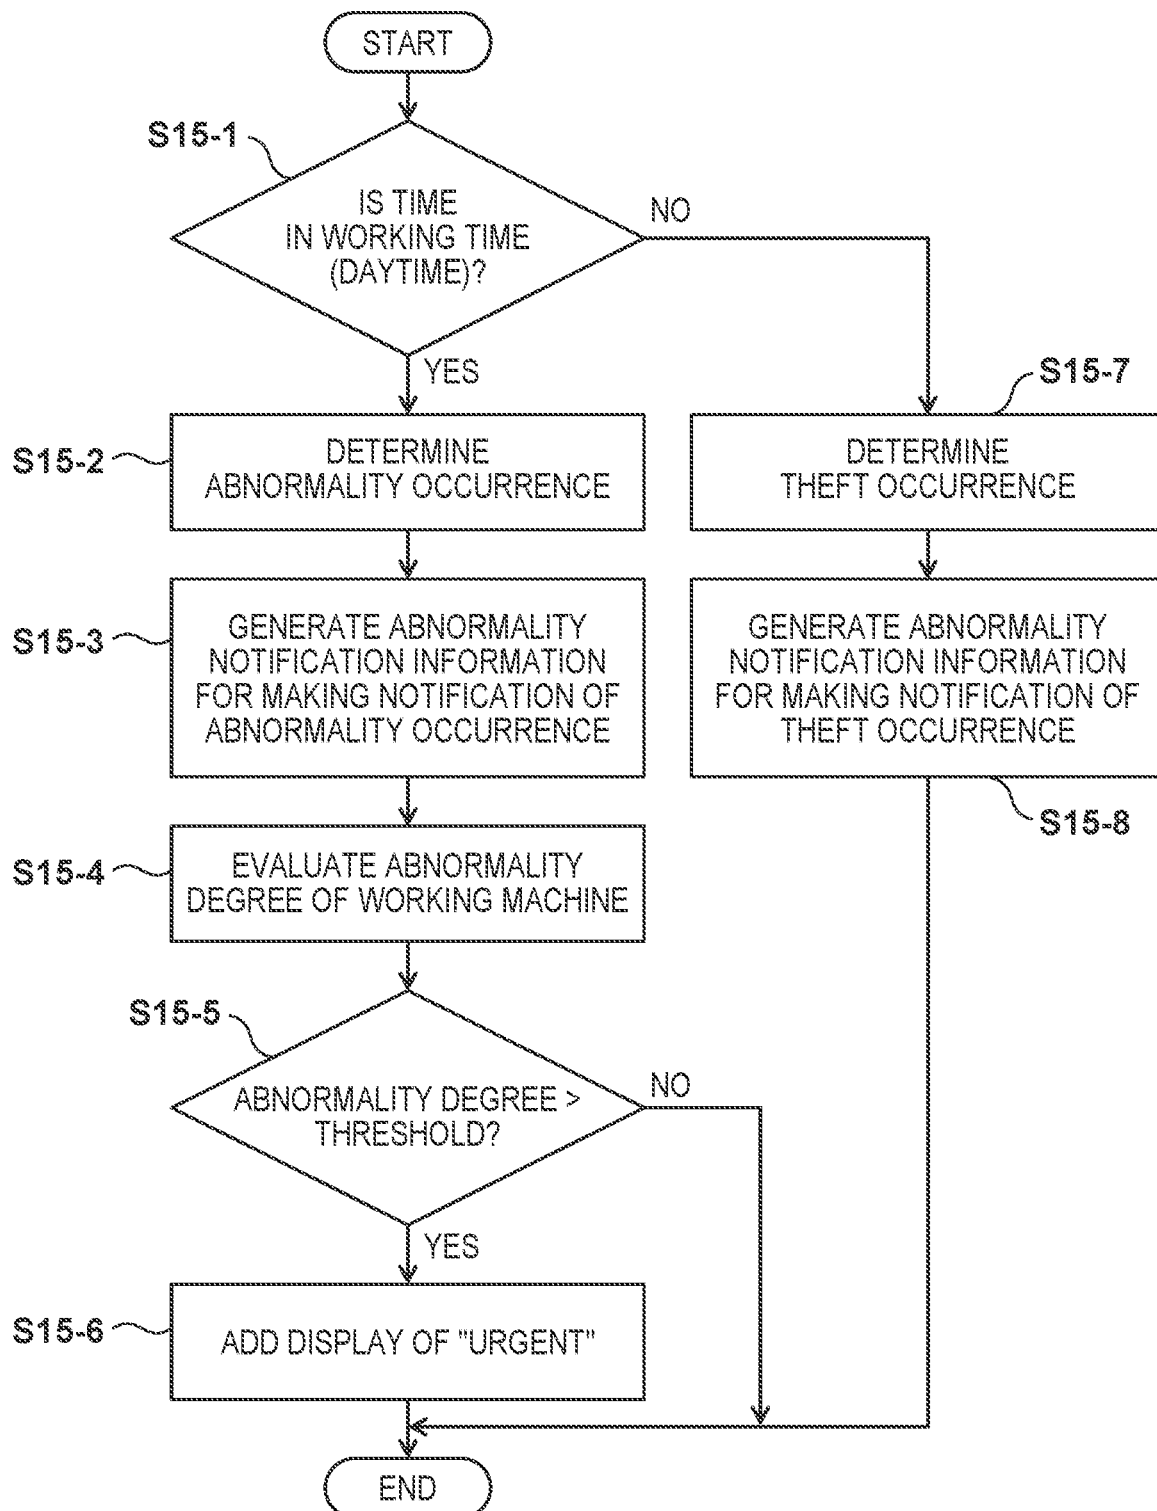 START
S15-1
IS TIME
IN WORKING TIME
(DAYTIME)?
NO
YES
S15-7
S15-2
DETERMINE
ABNORMALITY OCCURRENCE
DETERMINE
THEFT OCCURRENCE
S15-3
GENERATE ABNORMALITY
NOTIFICATION INFORMATION
FOR MAKING NOTIFICATION OF
ABNORMALITY OCCURRENCE
GENERATE ABNORMALITY
NOTIFICATION INFORMATION
FOR MAKING NOTIFICATION OF
THEFT OCCURRENCE
S15-8
S15-4
EVALUATE ABNORMALITY
DEGREE OF WORKING MACHINE
S15-5
ABNORMALITY DEGREE >
THRESHOLD?
NO
YES
S15-6
ADD DISPLAY OF "URGENT"
END